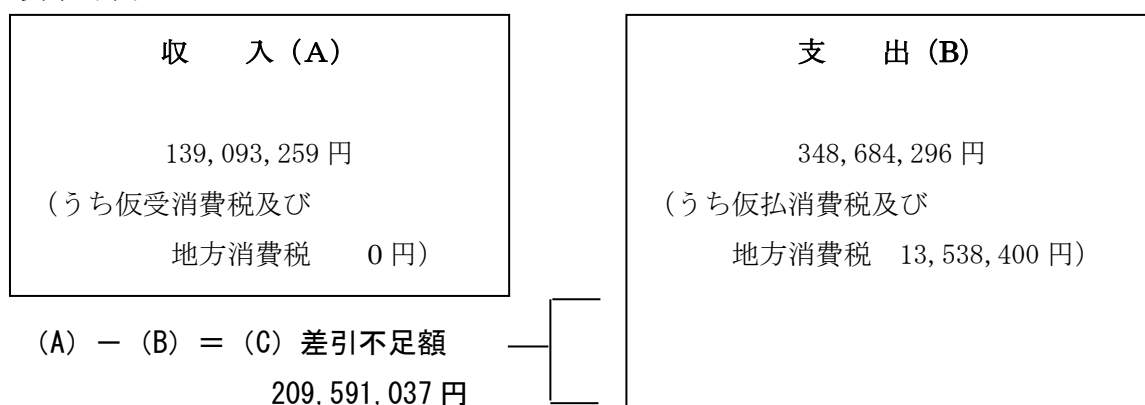 収　入（A）
139,093,259 円
（うち仮受消費税及び
地方消費税　0 円）
支　出（B）
348,684,296 円
（うち仮払消費税及び
地方消費税　13,538,400 円）
（A）－（B）＝（C）差引不足額
209,591,037 円